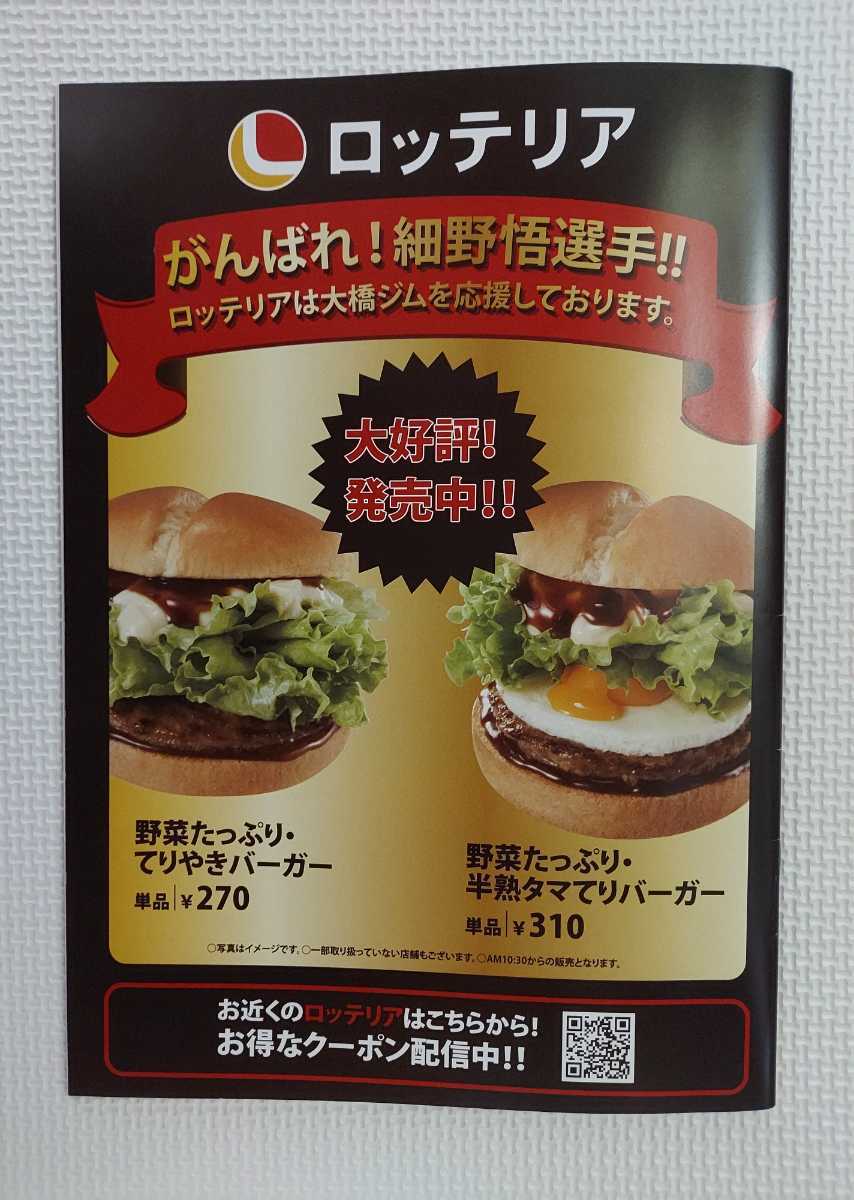 ロッテリア
がんばれ!細野悟選手!!
ロッテリアは大橋ジムを応援しております。
大好評!
発売中!!
野菜たっぷり・
てりやきバーガー
単品|¥270
野菜たっぷり・
半熟タマてりバーガー
単品|¥310
○写真はイメージです。○一部取り扱っていない店舗もございます。○AM10:30からの販売となります。
お近くのロッテリアはこちらから!
お得なクーポン配信中!!